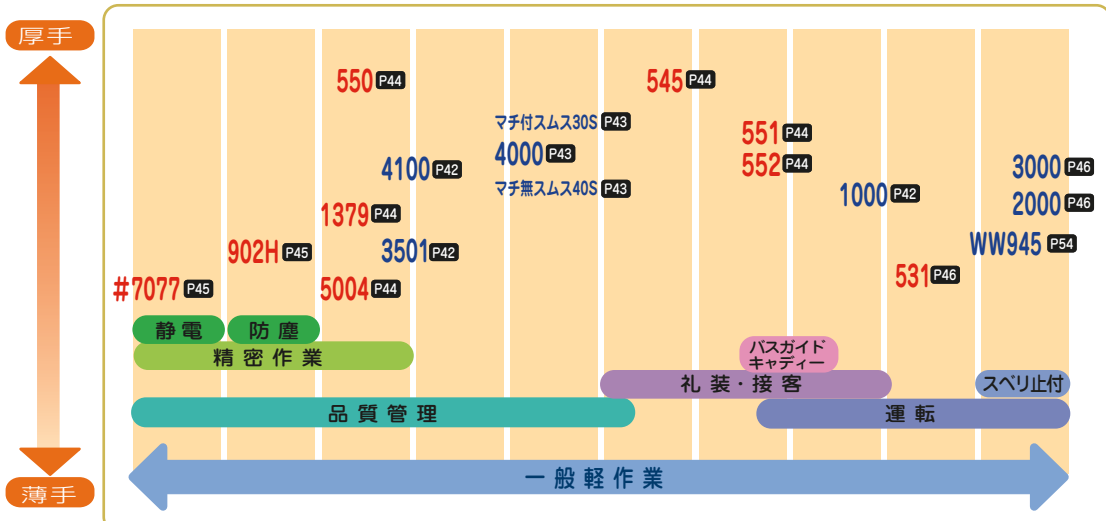 厚手
550 P44
545 P44
マチ付スムス30S P43
551 P44
4000 P43
552 P44
4100 P42
3000 P46
マチ無スムス40S P43
1000 P42
2000 P46
1379 P44
902H P45
3501 P42
WW945 P54
531 P46
#7077 P45
5004 P44
静電
防塵
精密作業
バスガイド
キャディー
礼装・接客
スベリ止付
品質管理
運転
一般軽作業
薄手